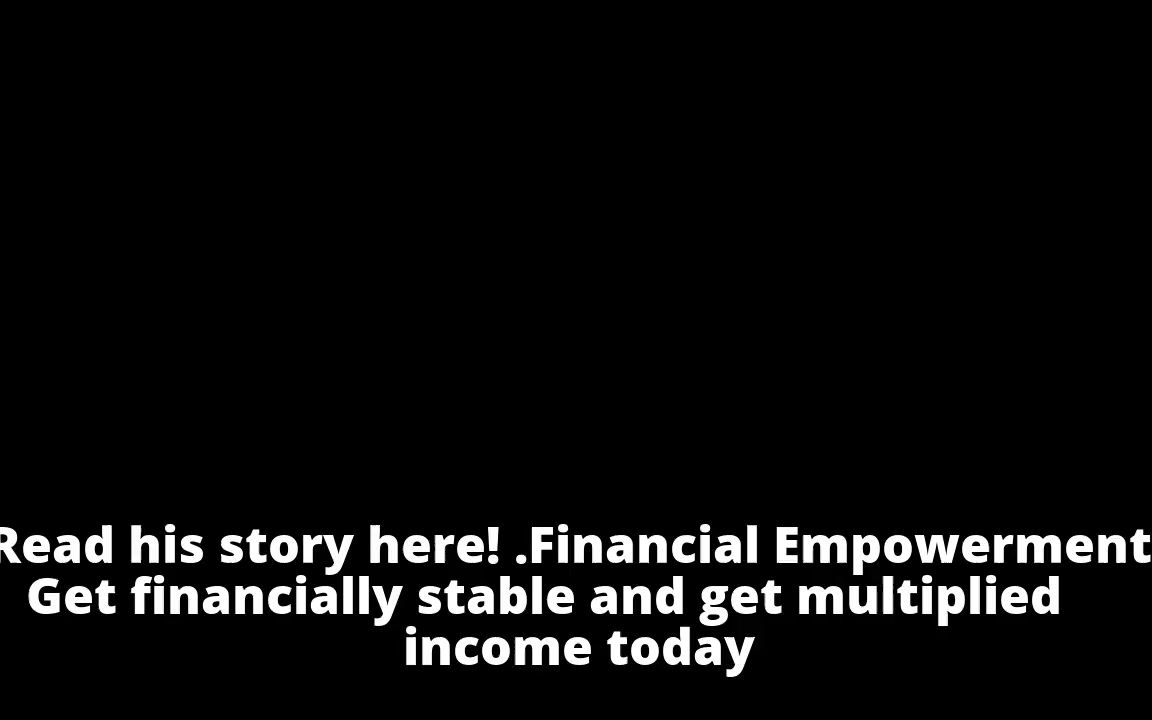 Read his story here! .Financial Empowerment
Get financially stable and get multiplied
income today